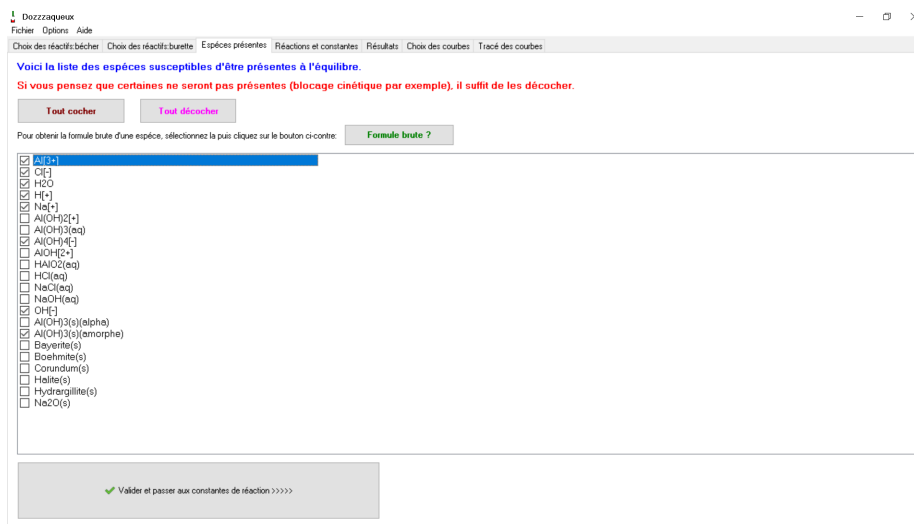 Dozzzaqueux
Fichier Options Aide
Choix des réactifs:bécher Choix des réactifs:burette Espéces présentes Réactions et constantes Résultats Choix des courbes Tracé des courbes
Voici la liste des espéces susceptibles d'être présentes à l'équilibre.
Si vous pensez que certaines ne seront pas présentes (blocage cinétique par exemple), il suffit de les décocher.
Tout cocher Tout décocher
Pour obtenir la formule brute d'une espéce, sélectionnez la puis cliquez sur le bouton ci-contre: Formule brute ?
Al[3+]
Cl[-]
H2O
H[+]
Na[+]
Al(OH)2[+]
Al(OH)3(aq)
Al(OH)4[-]
AlOH[2+]
HAlO2(aq)
HCl(aq)
NaCl(aq)
NaOH(aq)
OH[-]
Al(OH)3(s)(alpha)
Al(OH)3(s)(amorphe)
Bayerite(s)
Boehmite(s)
Corundum(s)
Halite(s)
Hydrargillite(s)
Na2O(s)
Valider et passer aux constantes de réaction >>>>>